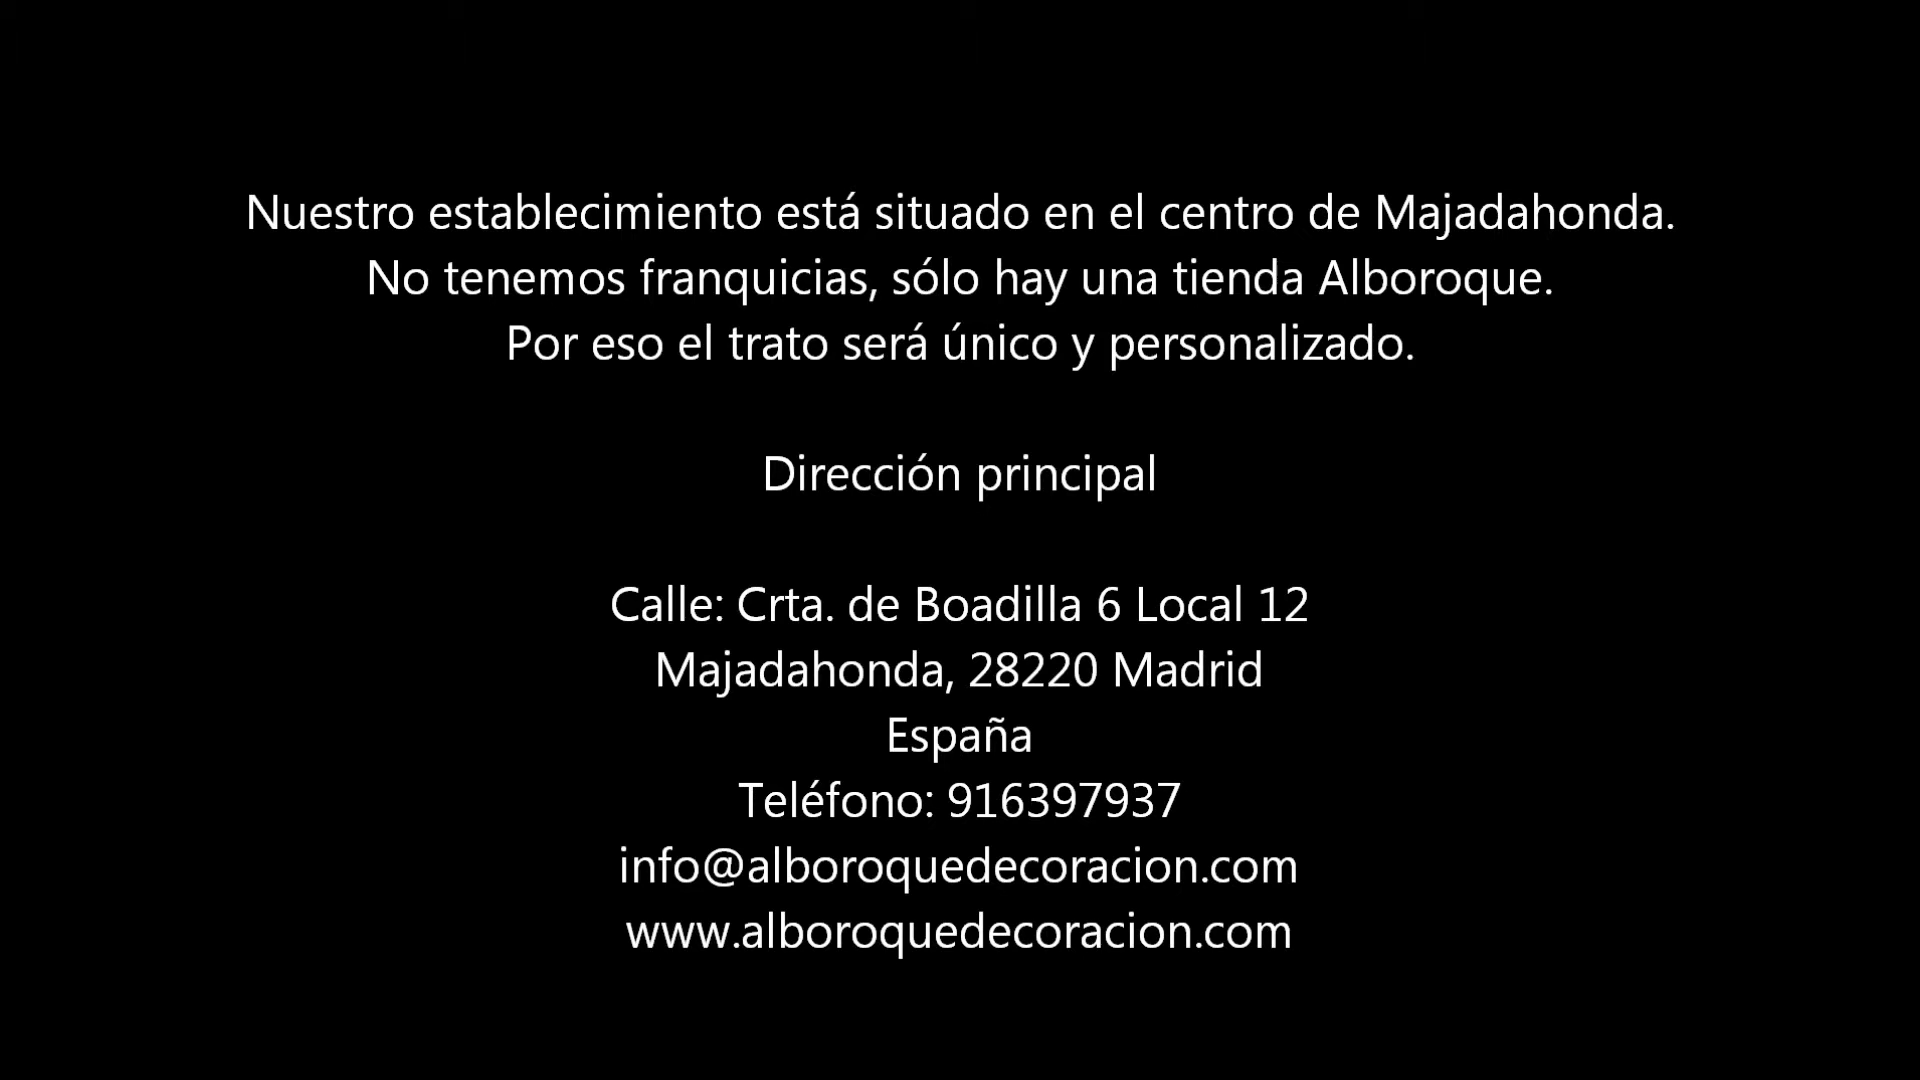 Nuestro establecimiento está situado en el centro de Majadahonda.
No tenemos franquicias, sólo hay una tienda Alboroque.
Por eso el trato será único y personalizado.
Dirección principal
Calle: Crta. de Boadilla 6 Local 12
Majadahonda, 28220 Madrid
España
Teléfono: 916397937
info@alboroquedecoracion.com
www.alboroquedecoracion.com